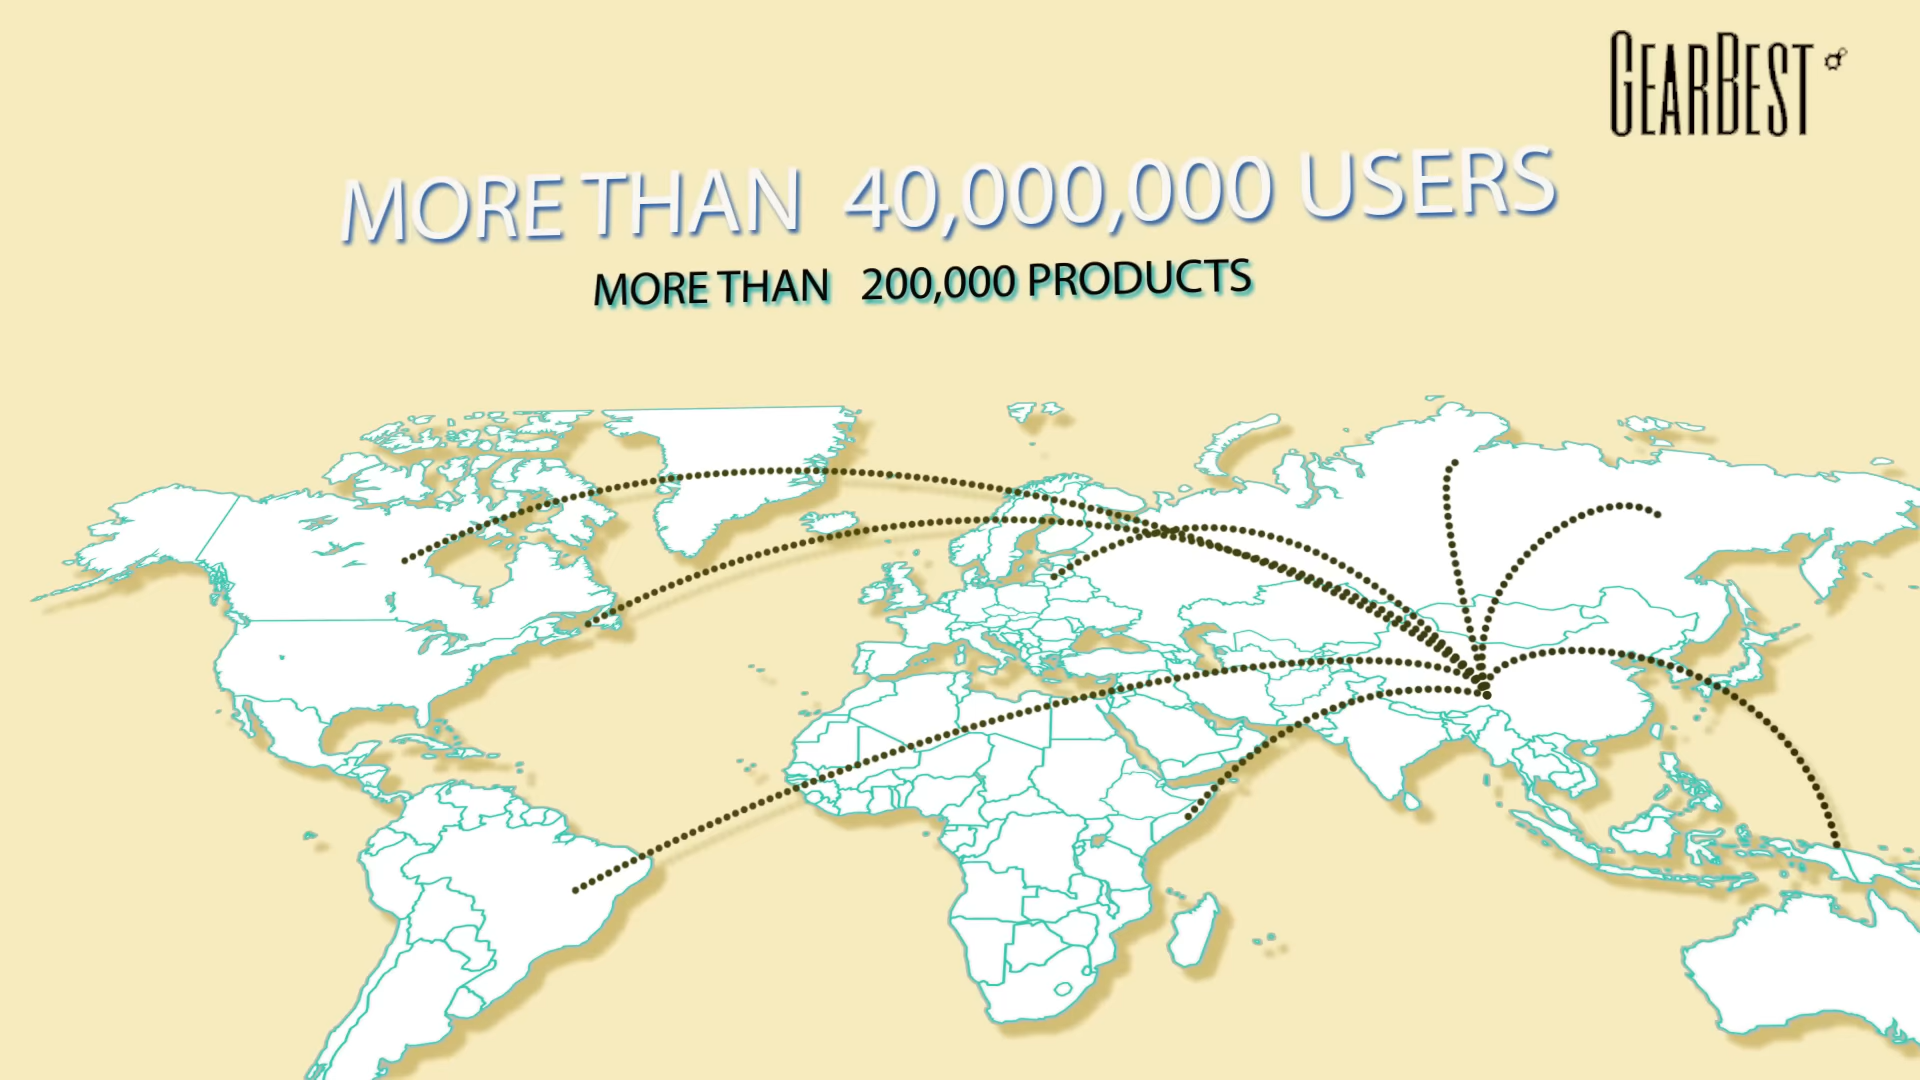 GEARBEST
MORE THAN 40,000,000 USERS
MORE THAN 200,000 PRODUCTS